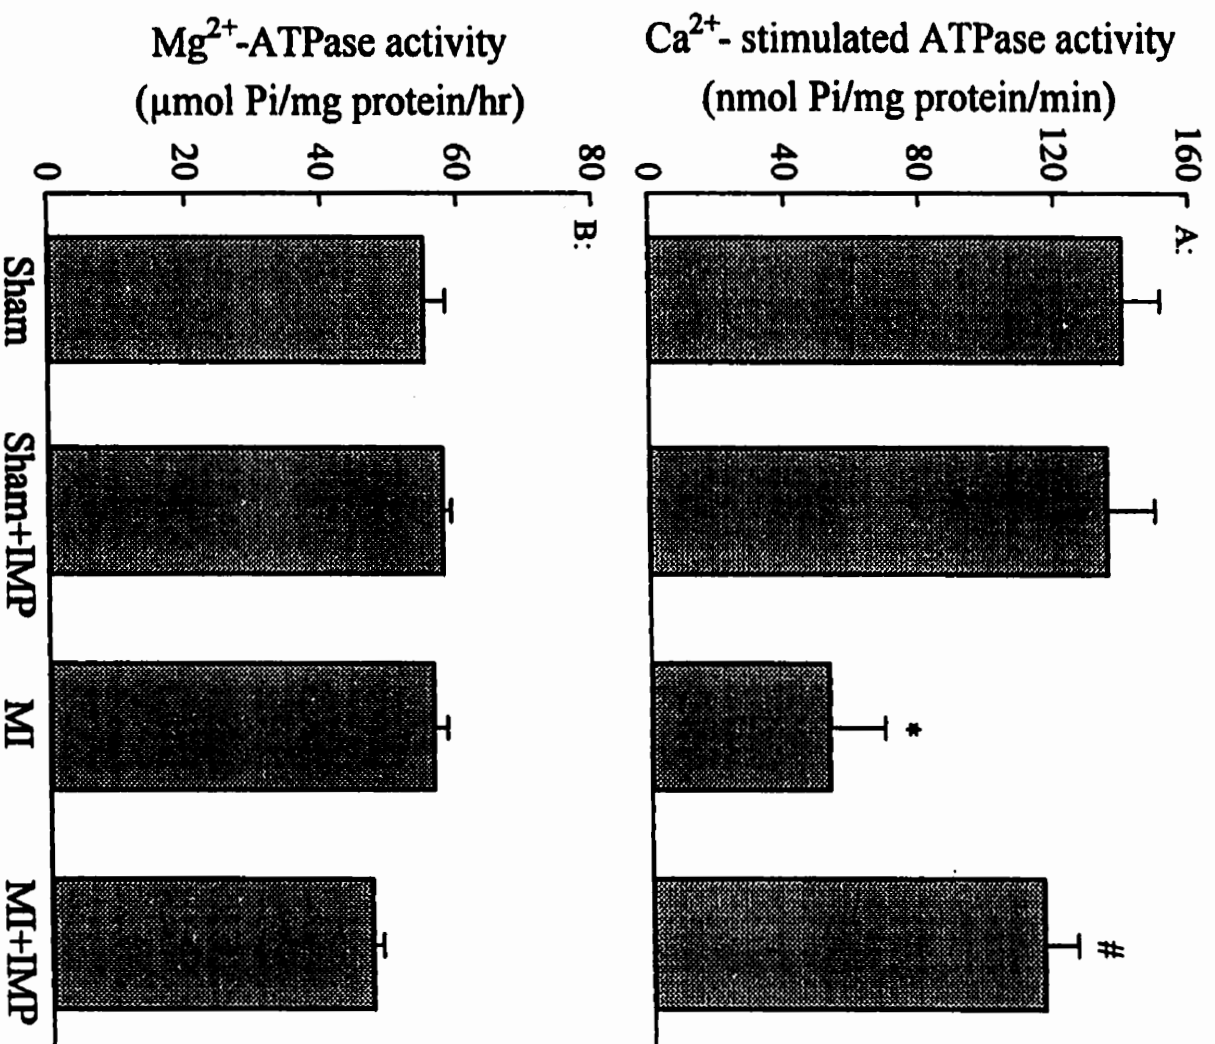 Ca²⁺- stimulated ATPase activity
(nmol Pi/mg protein/min)
160
120
80
40
0
A:
*
#
Mg²⁺-ATPase activity
(μmol Pi/mg protein/hr)
80
60
40
20
0
B:
Sham
Sham+IMP
MI
MI+IMP